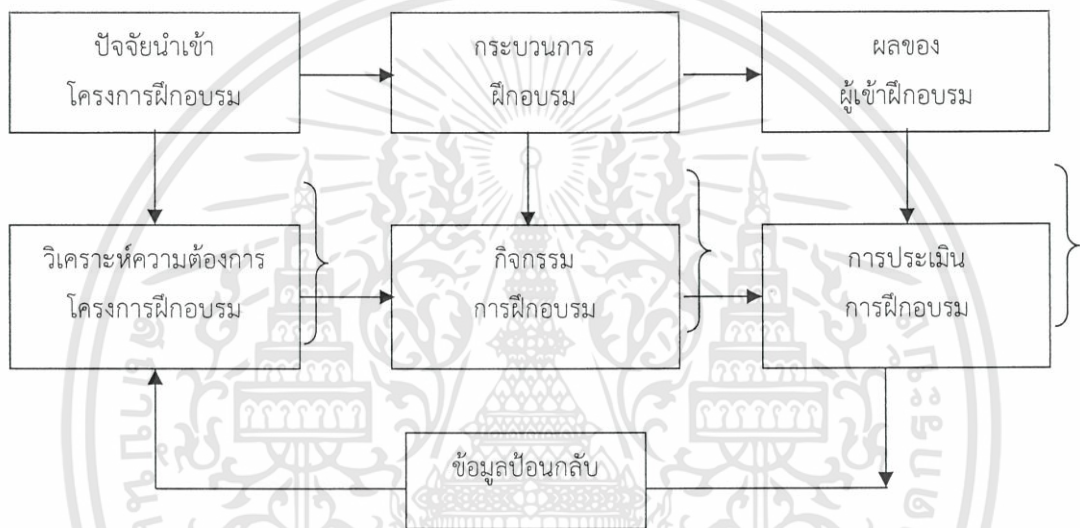 ปัจจัยนำเข้า
โครงการฝึกอบรม
กระบวนการ
ฝึกอบรม
ผลของ
ผู้เข้าฝึกอบรม
วิเคราะห์ความต้องการ
โครงการฝึกอบรม
กิจกรรม
การฝึกอบรม
การประเมิน
การฝึกอบรม
ข้อมูลป้อนกลับ